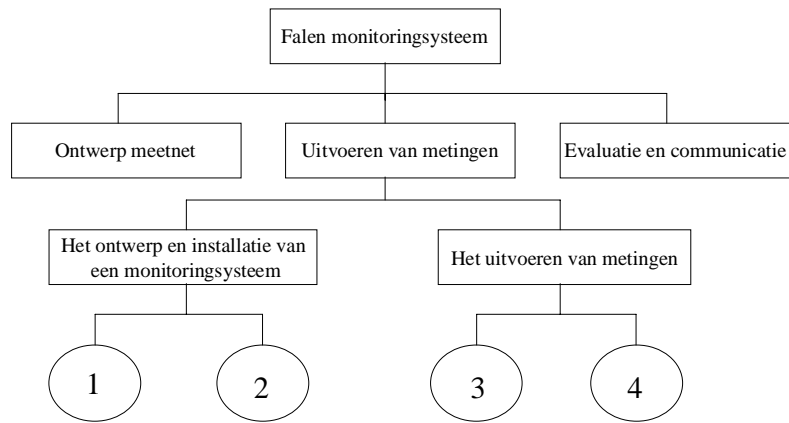 Falen monitoringsysteem
Ontwerp meetnet
Uitvoeren van metingen
Evaluatie en communicatie
Het ontwerp en installatie van
een monitoringsysteem
Het uitvoeren van metingen
1
2
3
4